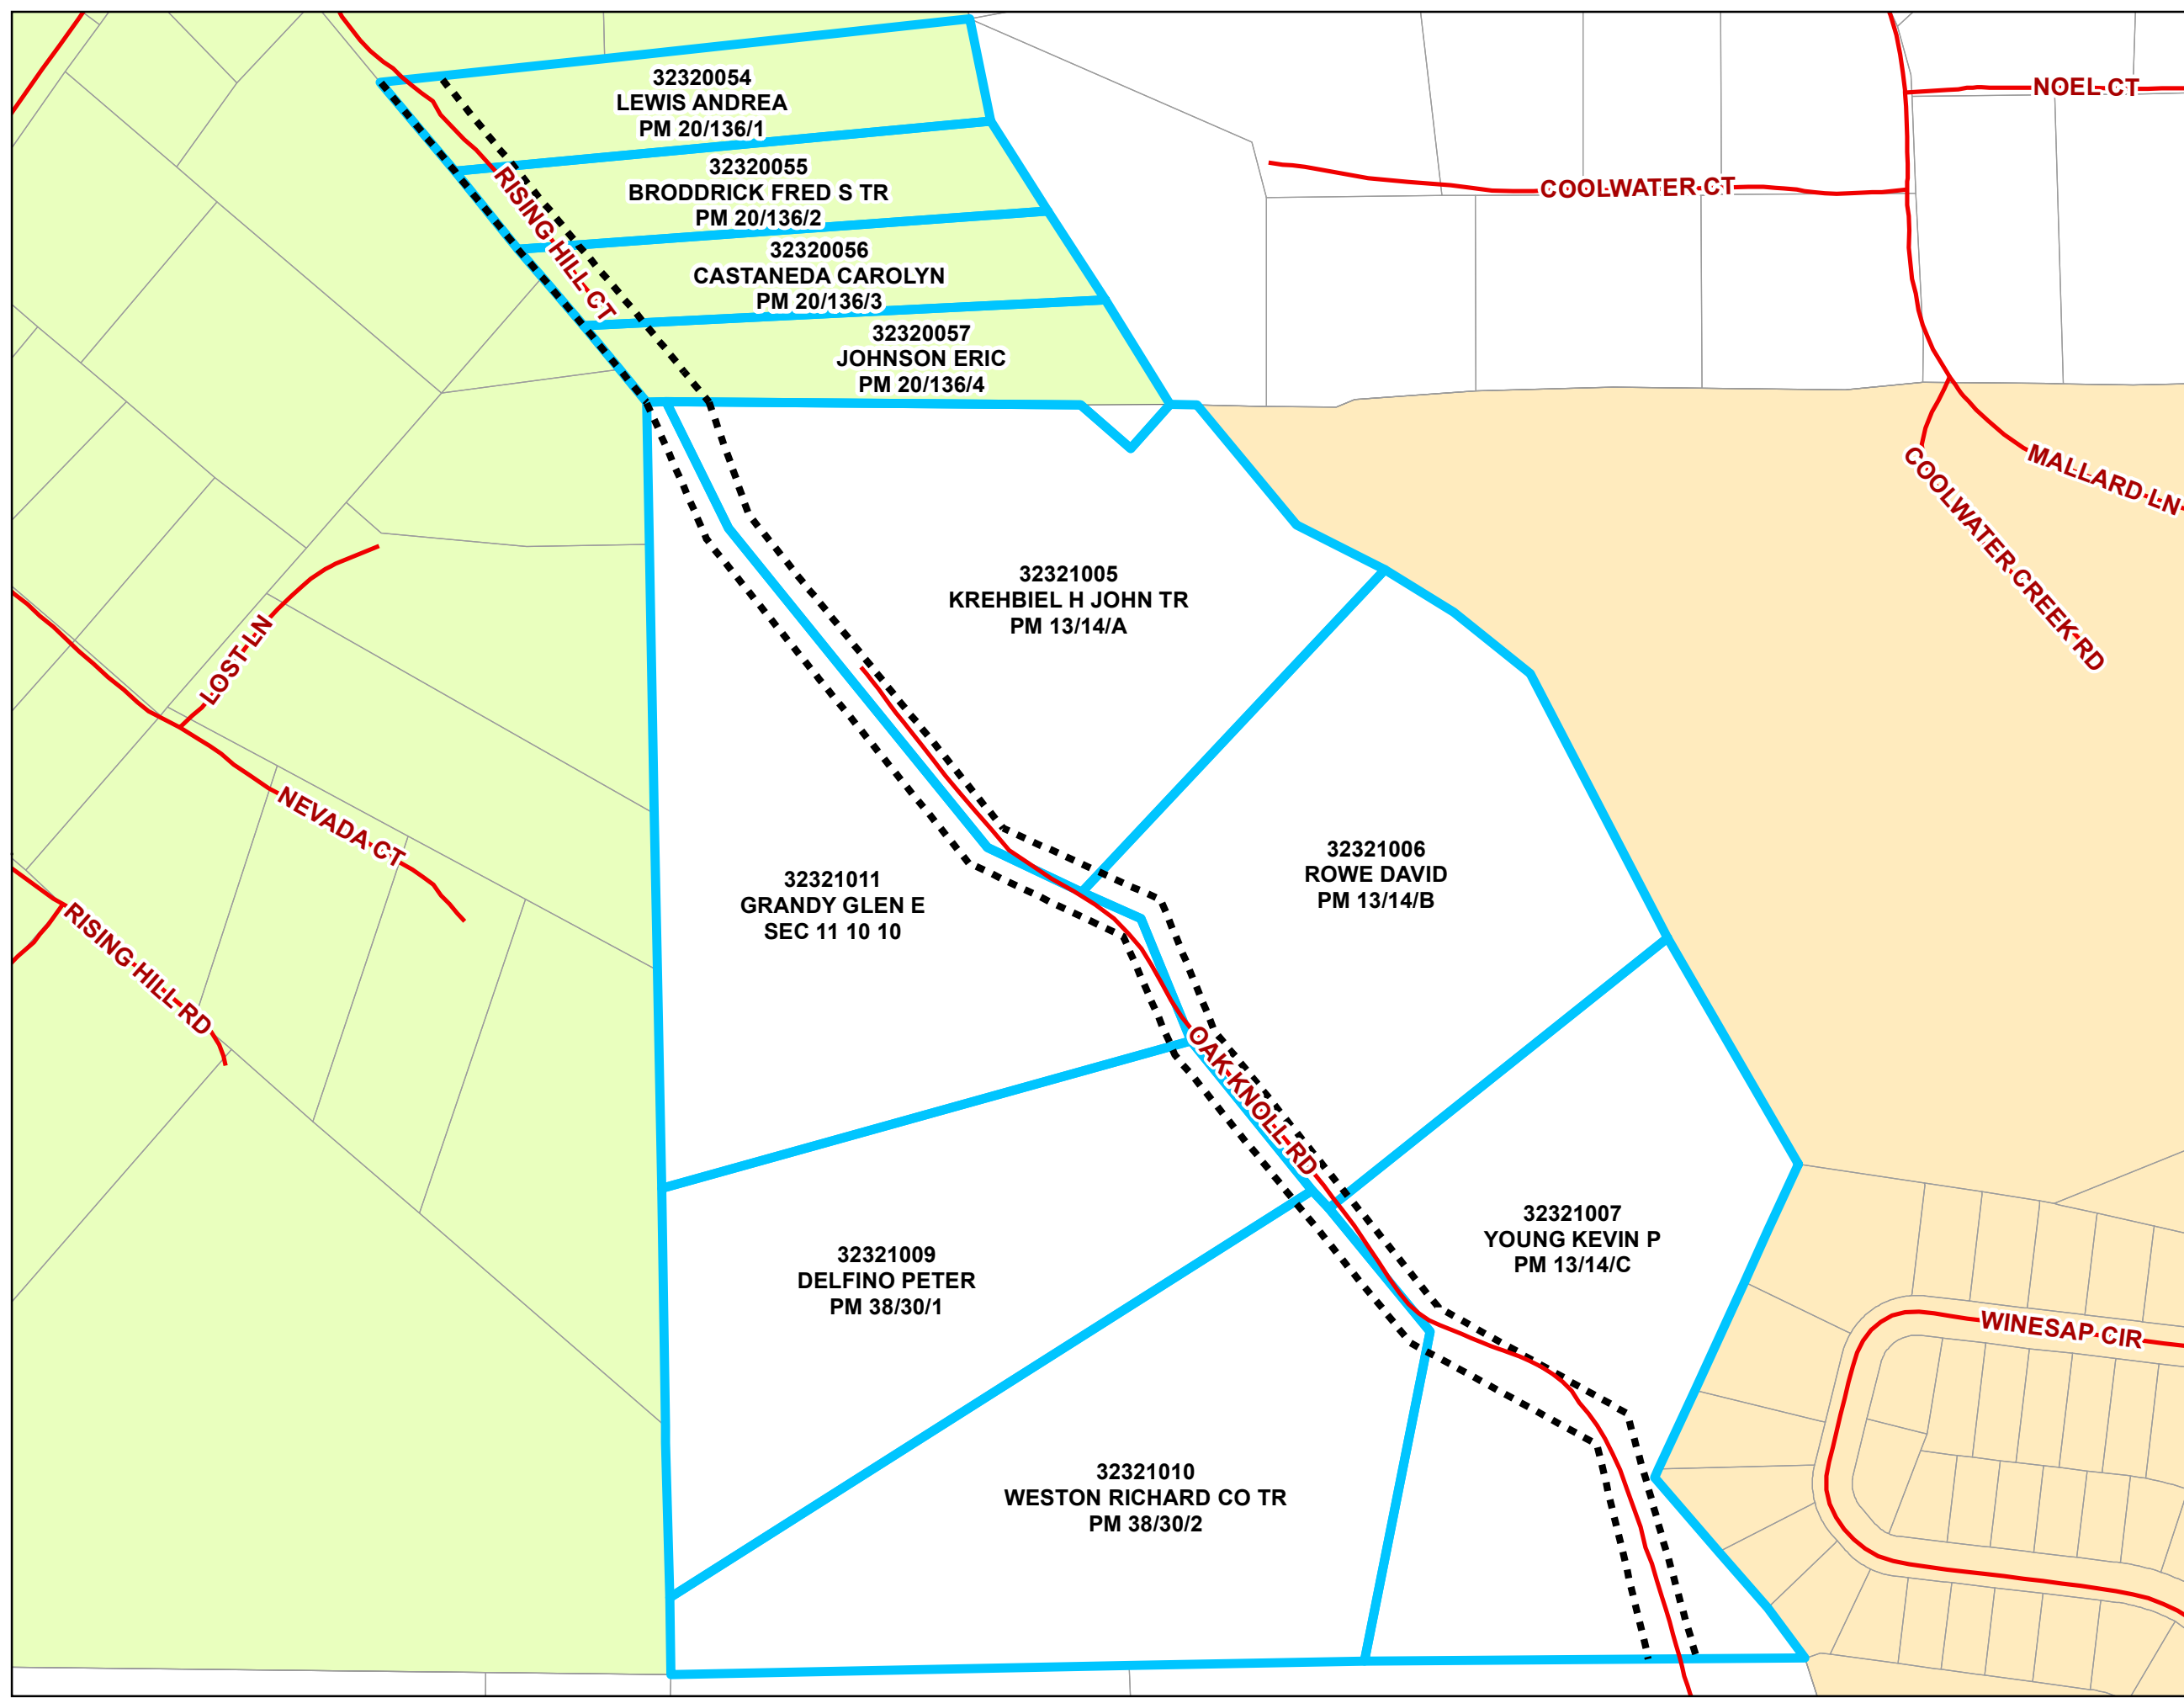 32320054
LEWIS ANDREA
PM 20/136/1
NOEL CT
32320055
BRODDRICK FRED S TR
PM 20/136/2
COOLWATER CT
RISING HILL CT
32320056
CASTANEDA CAROLYN
PM 20/136/3
32320057
JOHNSON ERIC
PM 20/136/4
MALLARD LN
COOLWATER CREEK RD
32321005
KREHBIEL H JOHN TR
PM 13/14/A
LOST LN
NEVADA CT
32321006
ROWE DAVID
PM 13/14/B
32321011
GRANDY GLEN E
SEC 11 10 10
RISING HILL RD
OAK KNOLL RD
32321007
YOUNG KEVIN P
PM 13/14/C
32321009
DELFINO PETER
PM 38/30/1
WINESAP CIR
32321010
WESTON RICHARD CO TR
PM 38/30/2